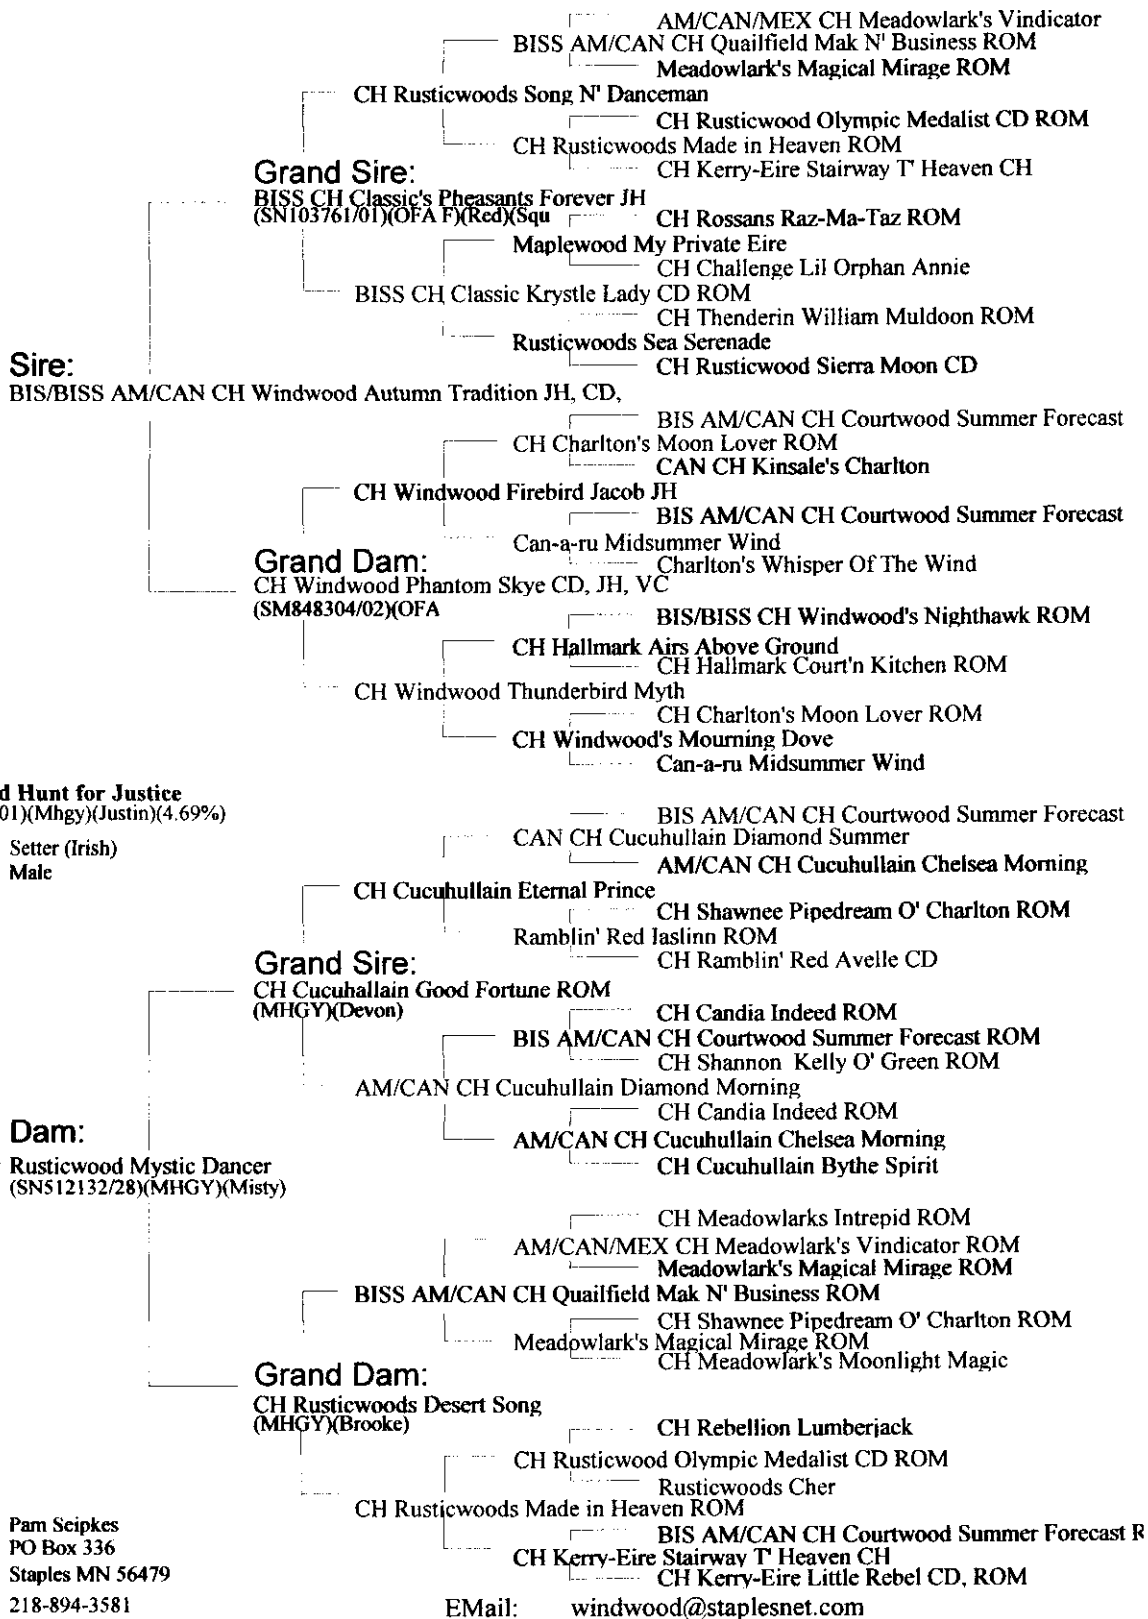 AM/CAN/MEX CH Meadowlark's Vindicator
BISS AM/CAN CH Quailfield Mak N' Business ROM
Meadowlark's Magical Mirage ROM
CH Rusticwoods Song N' Danceman
CH Rusticwood Olympic Medalist CD ROM
CH Rusticwoods Made in Heaven ROM
CH Kerry-Eire Stairway T' Heaven CH
Grand Sire:
BISS CH Classic's Pheasants Forever JH
(SN103761/01)(OFA F)(Red)(Squ
CH Rossans Raz-Ma-Taz ROM
Maplewood My Private Eire
CH Challenge Lil Orphan Annie
BISS CH Classic Krystle Lady CD ROM
CH Thenderin William Muldoon ROM
Rusticwoods Sea Serenade
CH Rusticwood Sierra Moon CD
Sire:
BIS/BISS AM/CAN CH Windwood Autumn Tradition JH, CD,
BIS AM/CAN CH Courtwood Summer Forecast
CH Charlton's Moon Lover ROM
CAN CH Kinsale's Charlton
CH Windwood Firebird Jacob JH
BIS AM/CAN CH Courtwood Summer Forecast
Can-a-ru Midsummer Wind
Charlton's Whisper Of The Wind
Grand Dam:
CH Windwood Phantom Skye CD, JH, VC
(SM848304/02)(OFA
BIS/BISS CH Windwood's Nighthawk ROM
CH Hallmark Airs Above Ground
CH Hallmark Court'n Kitchen ROM
CH Windwood Thunderbird Myth
CH Charlton's Moon Lover ROM
CH Windwood's Mourning Dove
Can-a-ru Midsummer Wind
d Hunt for Justice
01)(Mhgy)(Justin)(4.69%)
Setter (Irish)
Male
BIS AM/CAN CH Courtwood Summer Forecast
CAN CH Cucuhullain Diamond Summer
AM/CAN CH Cucuhullain Chelsea Morning
CH Cucuhullain Eternal Prince
CH Shawnee Pipedream O' Charlton ROM
Ramblin' Red Iaslinn ROM
CH Ramblin' Red Avelle CD
Grand Sire:
CH Cucuhallain Good Fortune ROM
(MHGY)(Devon)
CH Candia Indeed ROM
BIS AM/CAN CH Courtwood Summer Forecast ROM
CH Shannon Kelly O' Green ROM
AM/CAN CH Cucuhullain Diamond Morning
CH Candia Indeed ROM
AM/CAN CH Cucuhullain Chelsea Morning
CH Cucuhullain Bythe Spirit
Dam:
Rusticwood Mystic Dancer
(SN512132/28)(MHGY)(Misty)
CH Meadowlarks Intrepid ROM
AM/CAN/MEX CH Meadowlark's Vindicator ROM
Meadowlark's Magical Mirage ROM
BISS AM/CAN CH Quailfield Mak N' Business ROM
CH Shawnee Pipedream O' Charlton ROM
Meadowlark's Magical Mirage ROM
CH Meadowlark's Moonlight Magic
Grand Dam:
CH Rusticwoods Desert Song
(MHGY)(Brooke)
CH Rebellion Lumberjack
CH Rusticwood Olympic Medalist CD ROM
Rusticwoods Cher
CH Rusticwoods Made in Heaven ROM
BIS AM/CAN CH Courtwood Summer Forecast R
CH Kerry-Eire Stairway T' Heaven CH
CH Kerry-Eire Little Rebel CD, ROM
Pam Seipkes
PO Box 336
Staples MN 56479
218-894-3581
EMail: windwood@staplesnet.com